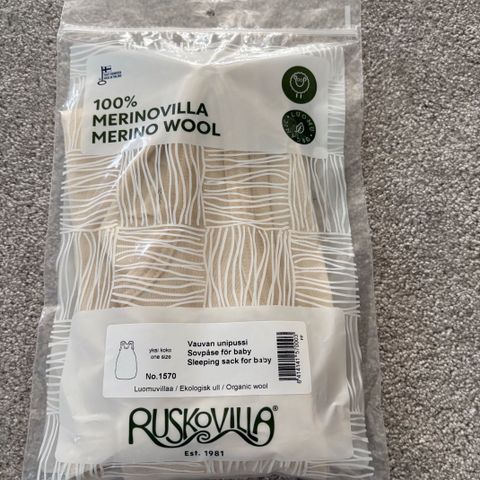 100%
MERINOVILLA
MERINO WOOL
yksi koko
one size
Vauvan unipussi
Sovpåse för baby
Sleeping sack for baby
No.1570
Luomuvillaa / Ekologisk ull / Organic wool
RUSKOVILLA®
Est. 1981